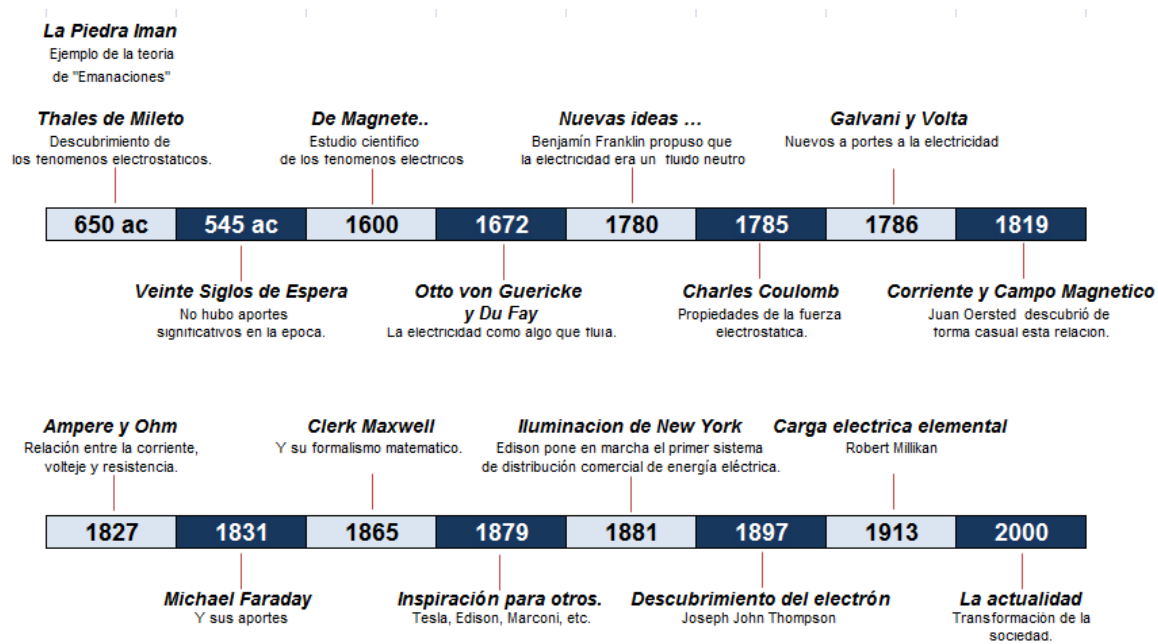 La Piedra Iman
Ejemplo de la teoria
de "Emanaciones"
Thales de Mileto
Descubrimiento de
los fenomenos electrostaticos.
De Magnete..
Estudio cientifico
de los fenomenos electricos
Nuevas ideas ...
Benjamín Franklin propuso que
la electricidad era un fluido neutro
Galvani y Volta
Nuevos a portes a la electricidad
650 ac 545 ac 1600 1672 1780 1785 1786 1819
Veinte Siglos de Espera
No hubo aportes
significativos en la epoca.
Otto von Guericke
y Du Fay
La electricidad como algo que fluia.
Charles Coulomb
Propiedades de la fuerza
electrostatica.
Corriente y Campo Magnetico
Juan Oersted descubrió de
forma casual esta relacion.
Ampere y Ohm
Relación entre la corriente,
volteje y resistencia.
Clerk Maxwell
Y su formalismo matematico.
Iluminacion de New York
Edison pone en marcha el primer sistema
de distribución comercial de energía eléctrica.
Carga electrica elemental
Robert Millikan
1827 1831 1865 1879 1881 1897 1913 2000
Michael Faraday
Y sus aportes
Inspiración para otros.
Tesla, Edison, Marconi, etc.
Descubrimiento del electrón
Joseph John Thompson
La actualidad
Transformación de la
sociedad.